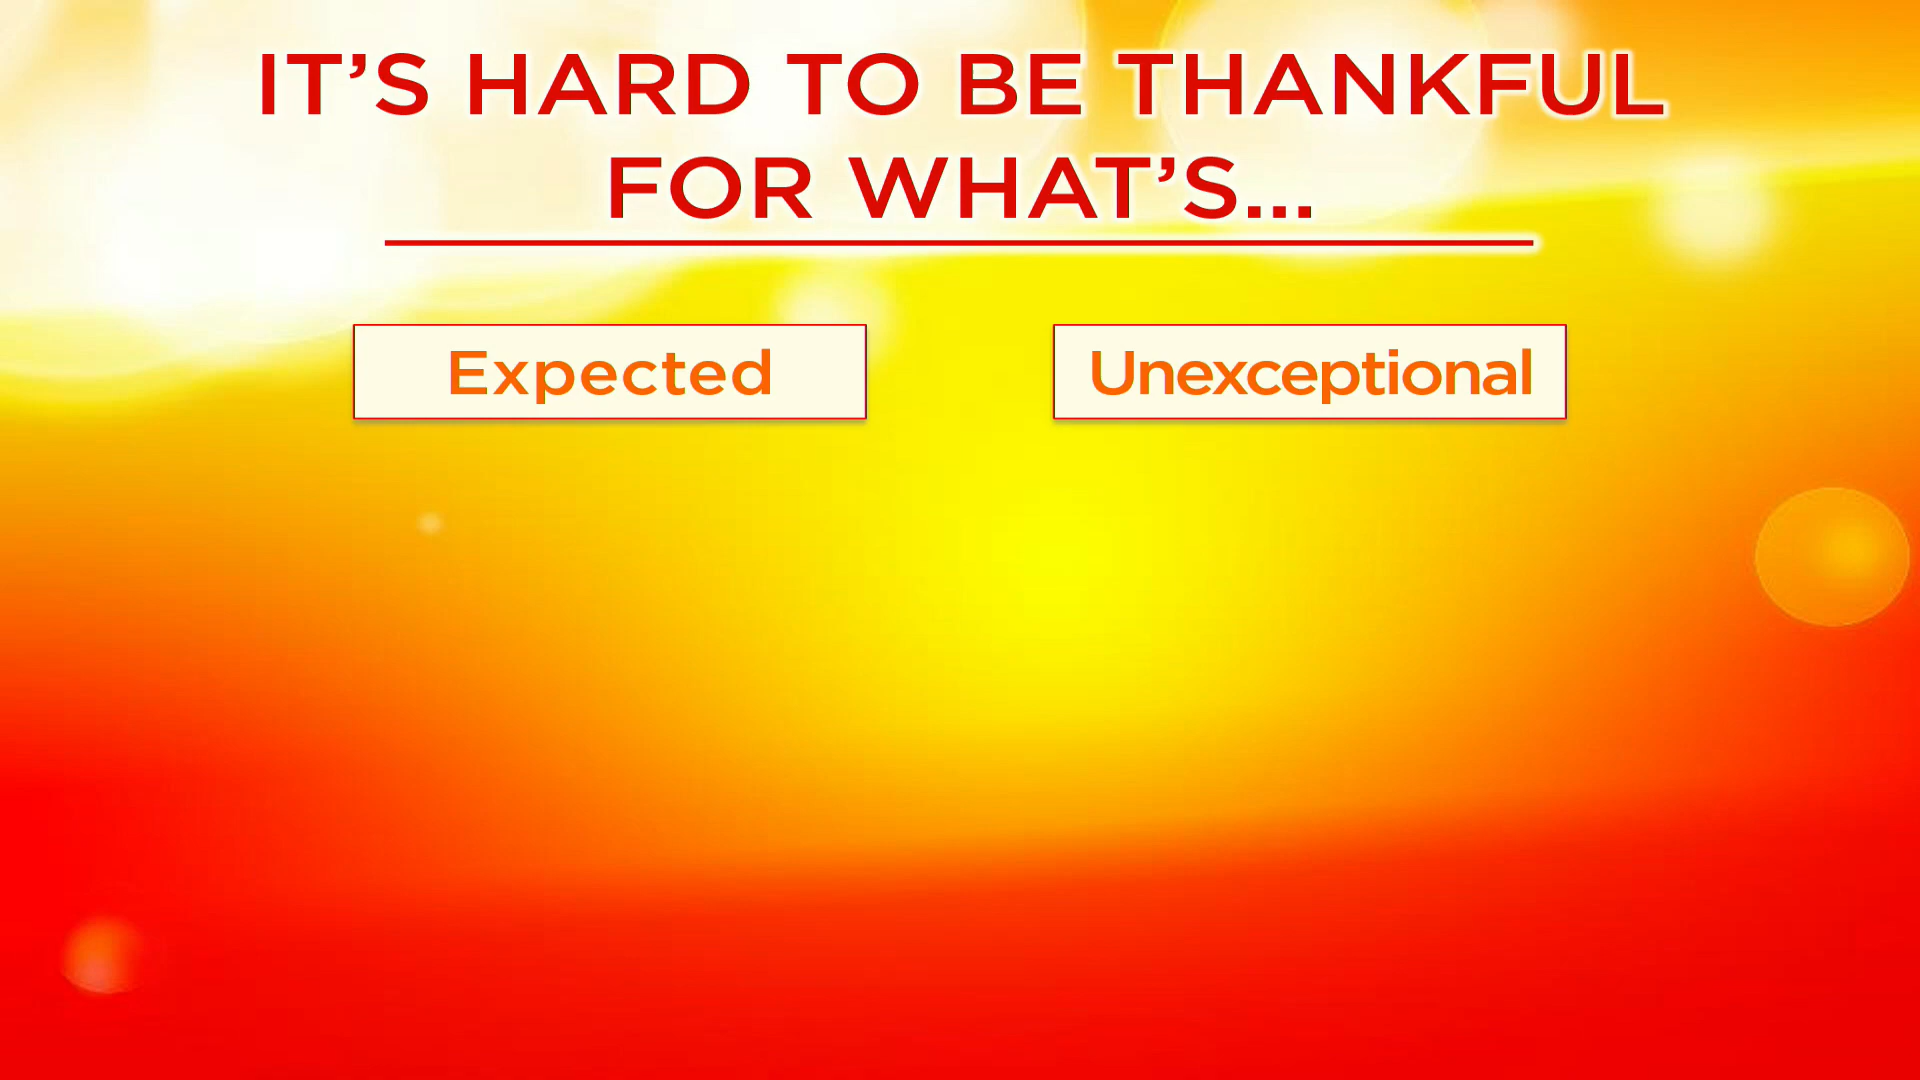 IT’S HARD TO BE THANKFUL
FOR WHAT’S...
Expected
Unexceptional